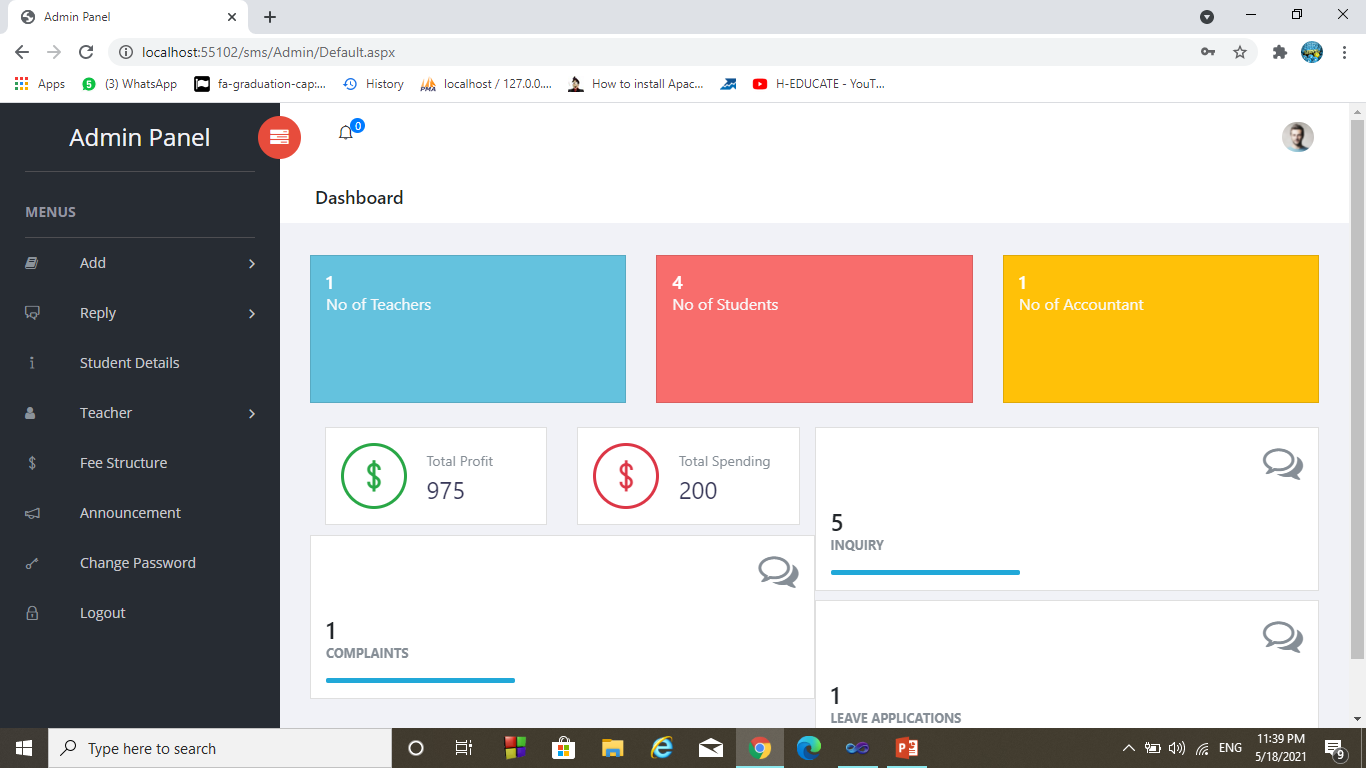 Admin Panel
localhost:55102/sms/Admin/Default.aspx
Apps
(3) WhatsApp
fa-graduation-cap:...
History
localhost / 127.0.0....
How to install Apac...
H-EDUCATE - YouT...
Admin Panel
0
Dashboard
MENUS
Add
Reply
Student Details
Teacher
Fee Structure
Announcement
Change Password
Logout
1
No of Teachers
4
No of Students
1
No of Accountant
Total Profit
975
Total Spending
200
5
INQUIRY
1
COMPLAINTS
1
LEAVE APPLICATIONS
Type here to search
ENG
11:39 PM
5/18/2021
9